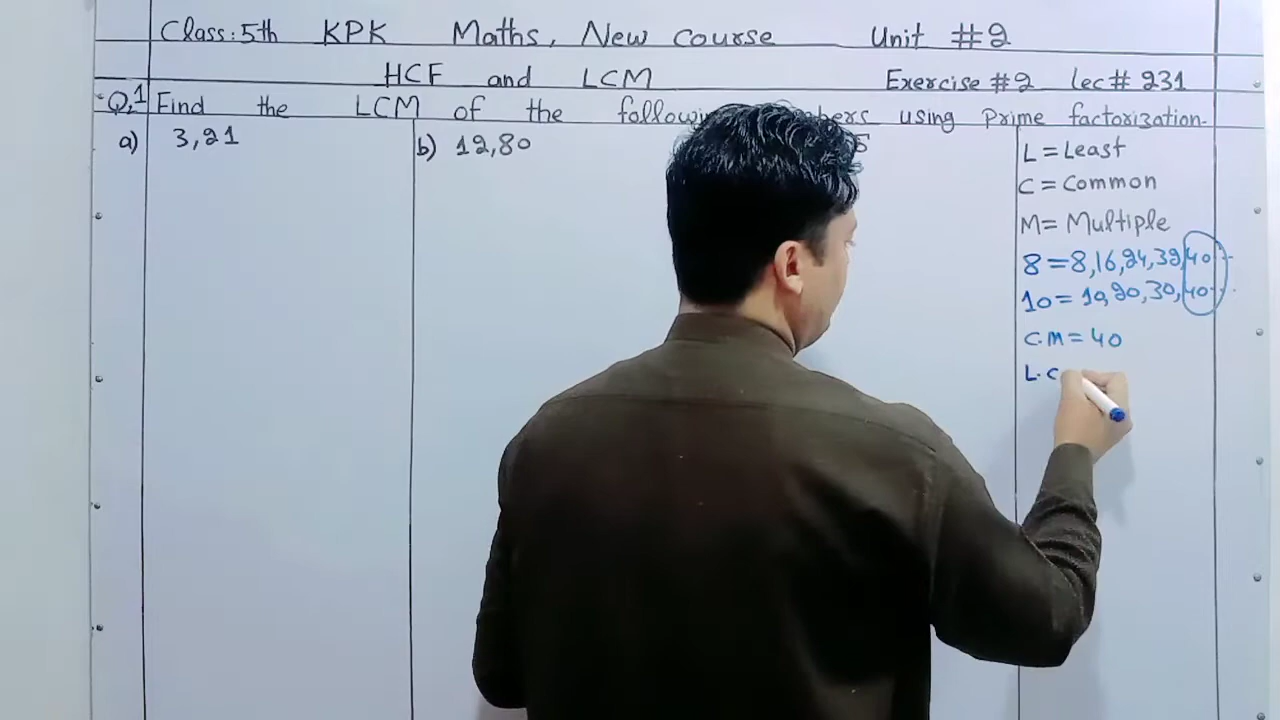 Class: 5th KPK Maths, New course Unit #2
HCF and LCM Exercise #2 lec# 231
Q.1 Find the LCM of the using prime factorization.
a) 3,21
b) 12,80
L = Least
C = Common
M = Multiple
8 = 8,16,24,32,40..
10 = 10,20,30,40..
C.M = 40
L.C